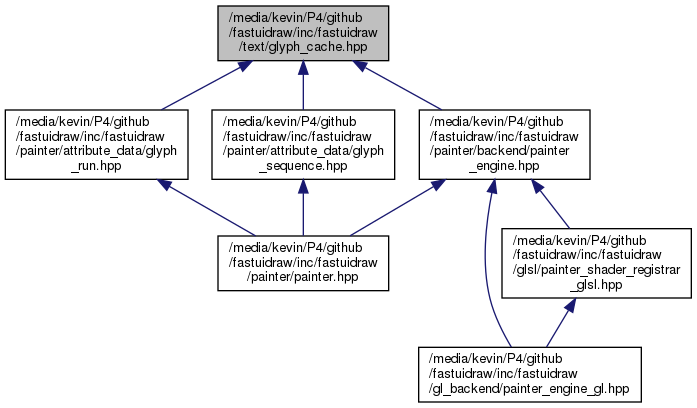 /media/kevin/P4/github
/fastuidraw/inc/fastuidraw
/text/glyph_cache.hpp
/media/kevin/P4/github
/fastuidraw/inc/fastuidraw
/painter/attribute_data/glyph
_run.hpp
/media/kevin/P4/github
/fastuidraw/inc/fastuidraw
/painter/attribute_data/glyph
_sequence.hpp
/media/kevin/P4/github
/fastuidraw/inc/fastuidraw
/painter/backend/painter
_engine.hpp
/media/kevin/P4/github
/fastuidraw/inc/fastuidraw
/painter/painter.hpp
/media/kevin/P4/github
/fastuidraw/inc/fastuidraw
/glsl/painter_shader_registrar
_glsl.hpp
/media/kevin/P4/github
/fastuidraw/inc/fastuidraw
/gl_backend/painter_engine_gl.hpp